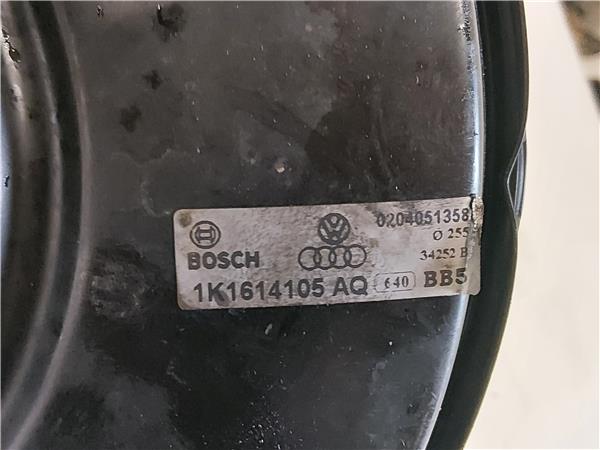 0204051358
BOSCH
Ø 255
34252 B
1K1614105 AQ 640 BB5